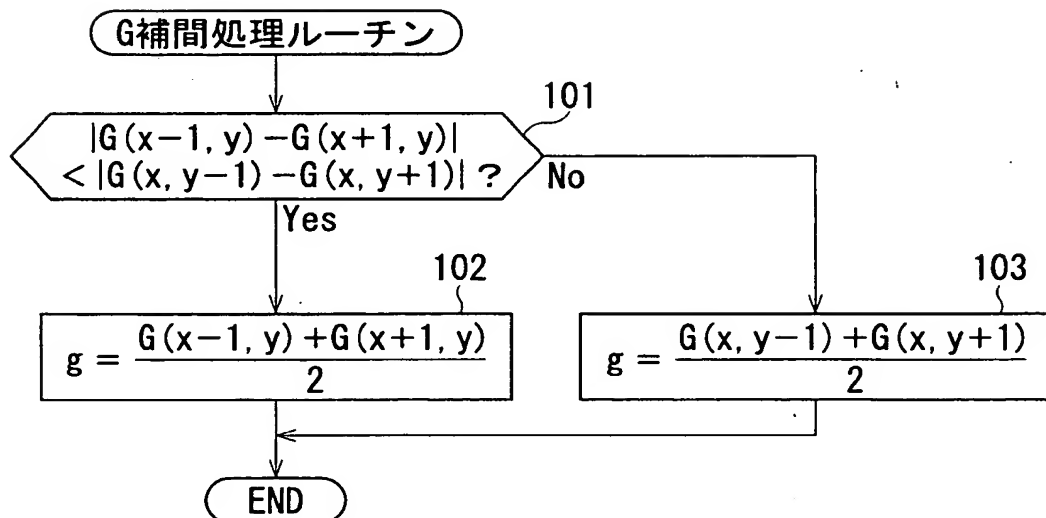 G補間処理ルーチン
101
|G(x−1, y)−G(x+1, y)|
<|G(x, y−1)−G(x, y+1)| ?
No
Yes
102
g = G(x−1, y)+G(x+1, y)
2
103
g = G(x, y−1)+G(x, y+1)
2
END